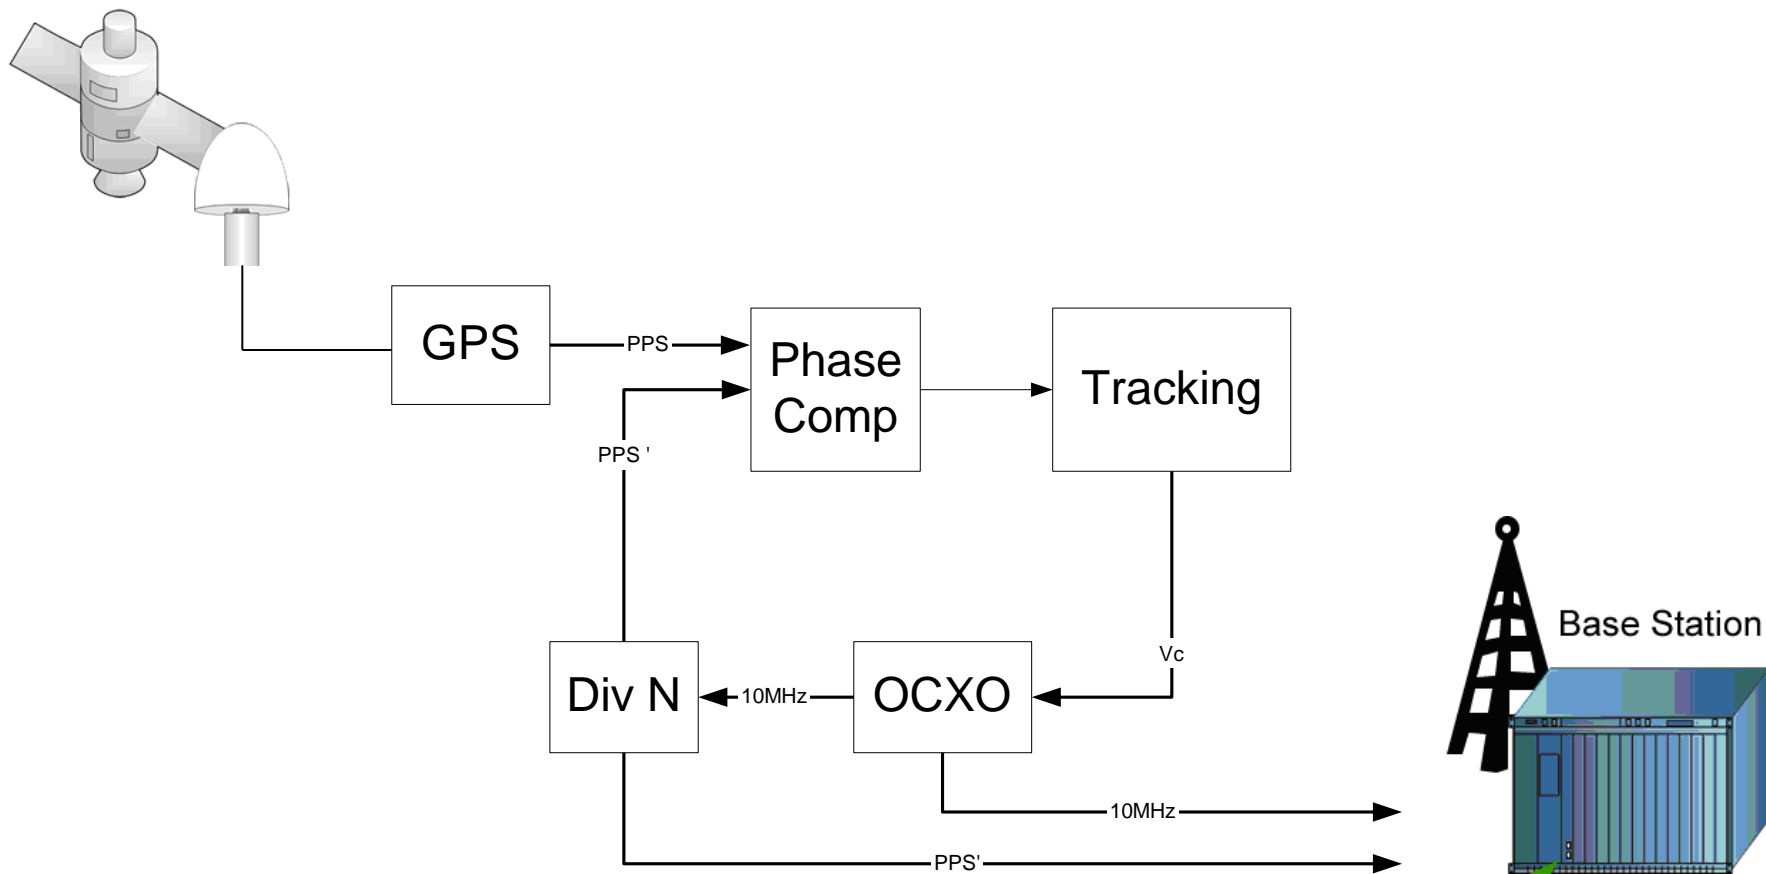 GPS
PPS
Phase
Comp
Tracking
PPS '
Vc
Base Station
Div N
10MHz
OCXO
10MHz
PPS'